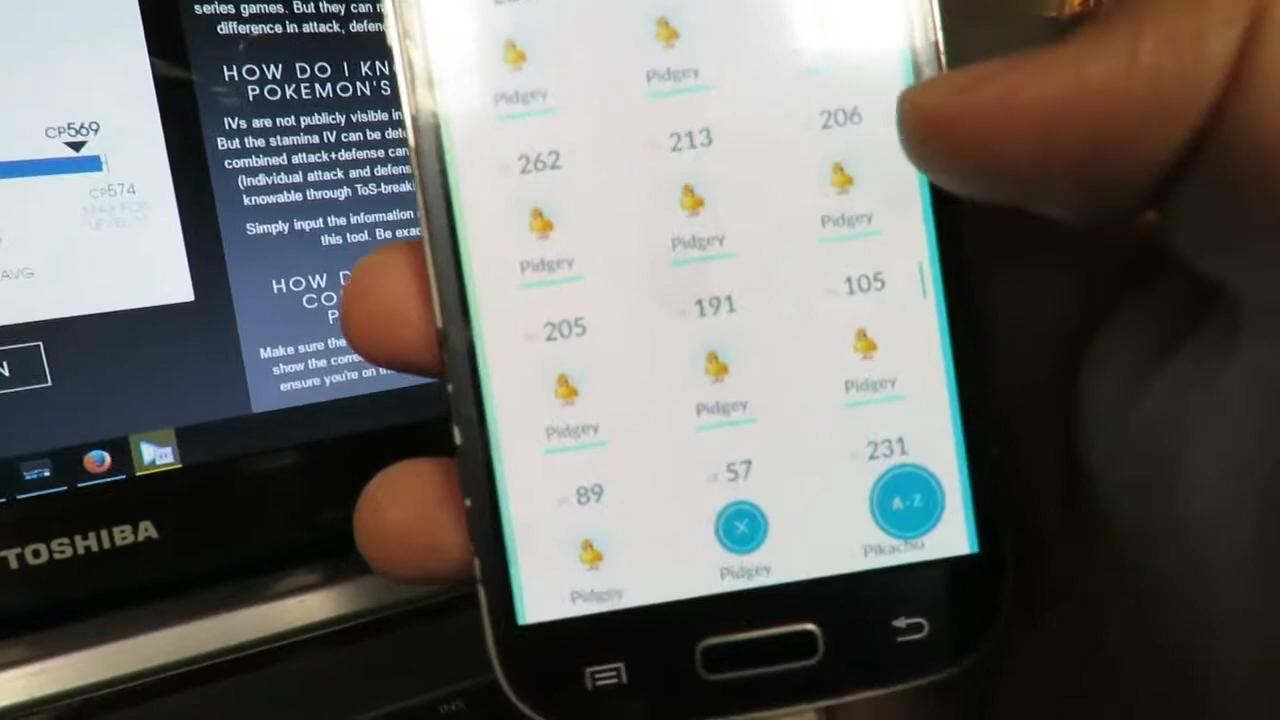 series games. But they can
difference in attack, defen
HOW DO I KN
POKEMON'S
IVs are not publicly visible in
But the stamina IV can be det
combined attack+defense can
(Individual attack and defens
knowable through ToS-break
Simply input the information
this tool. Be exac
HOW D
CO
P
Make sure the
show the corre
ensure you're on
CP569
CP574
MAX FOR
LEVEL
AVG
N
TOSHIBA
Pidgey
Pidgey
262
213
206
Pidgey
Pidgey
Pidgey
205
191
105
Pidgey
Pidgey
Pidgey
89
57
231
A-Z
Pidgey
Pidgey
Pikachu